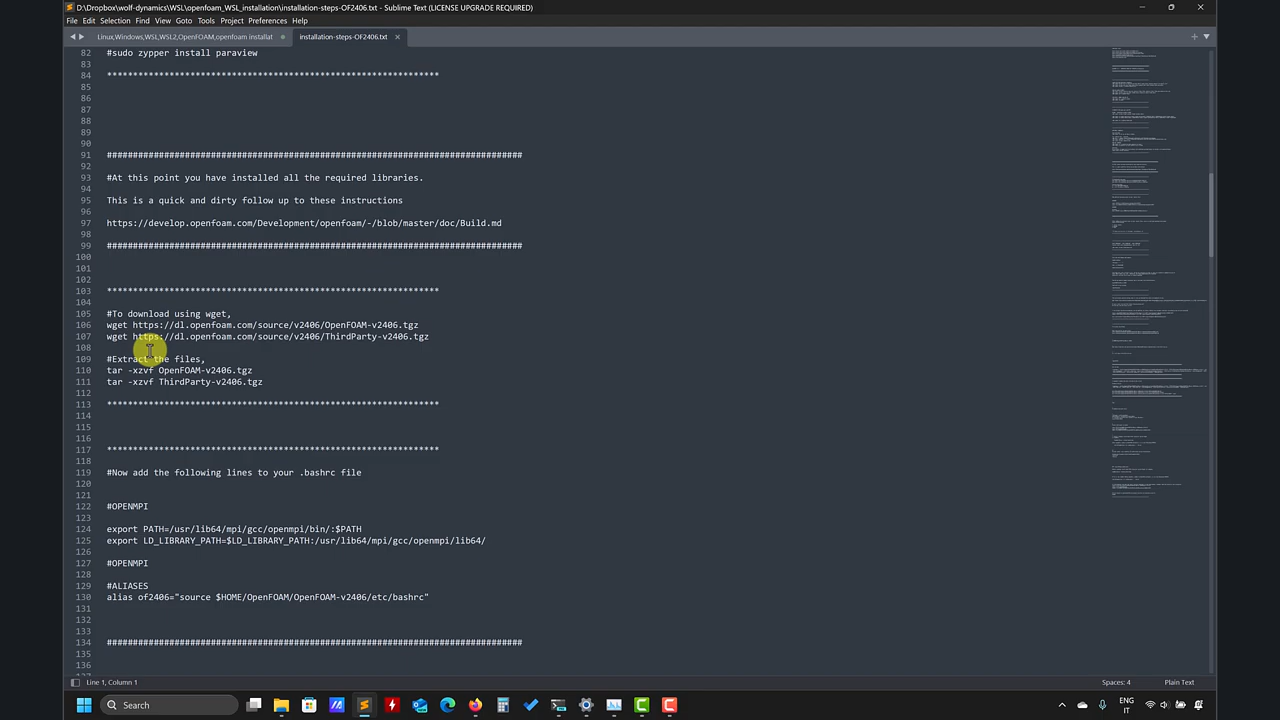 D:\Dropbox\wolf-dynamics\WSL\openfoam_WSL_installation\installation-steps-OF2406.txt - Sublime Text (LICENSE UPGRADE REQUIRED)
File Edit Selection Find View Goto Tools Project Preferences Help
Linux,Windows,WSL,WSL2,OpenFOAM,openfoam installat
installation-steps-OF2406.txt
82 #sudo zypper install paraview
83
84 **********************************************************************
85
86
87
88
89
90
91 ################################################################################
92
93 #At this point you have installed all the required libraries
94
95 This is a quick and dirty follow up to these instructions
96
97 https://develop.openfoam.com/Development/openfoam/-/blob/master/doc/Build.md
98
99 ################################################################################
100
101
102
103 ****************************************************************
104
105 #To download using wget,
106 wget https://dl.openfoam.com/source/v2406/OpenFOAM-v2406.tgz
107 wget https://dl.openfoam.com/source/v2406/ThirdParty-v2406.tgz
108
109 #Extract the files,
110 tar -xzvf OpenFOAM-v2406.tgz
111 tar -xzvf ThirdParty-v2406.tgz
112
113 ****************************************************************
114
115
116
117 ****************************************************************
118
119 #Now add the following lines to your .bashrc file
120
121
122 #OPENMPI
123
124 export PATH=/usr/lib64/mpi/gcc/openmpi/bin/:$PATH
125 export LD_LIBRARY_PATH=$LD_LIBRARY_PATH:/usr/lib64/mpi/gcc/openmpi/lib64/
126
127 #OPENMPI
128
129 #ALIASES
130 alias of2406="source $HOME/OpenFOAM/OpenFOAM-v2406/etc/bashrc"
131
132
133
134 ################################################################################
135
136
Line 1, Column 1
Spaces: 4
Plain Text
Search
ENG
IT